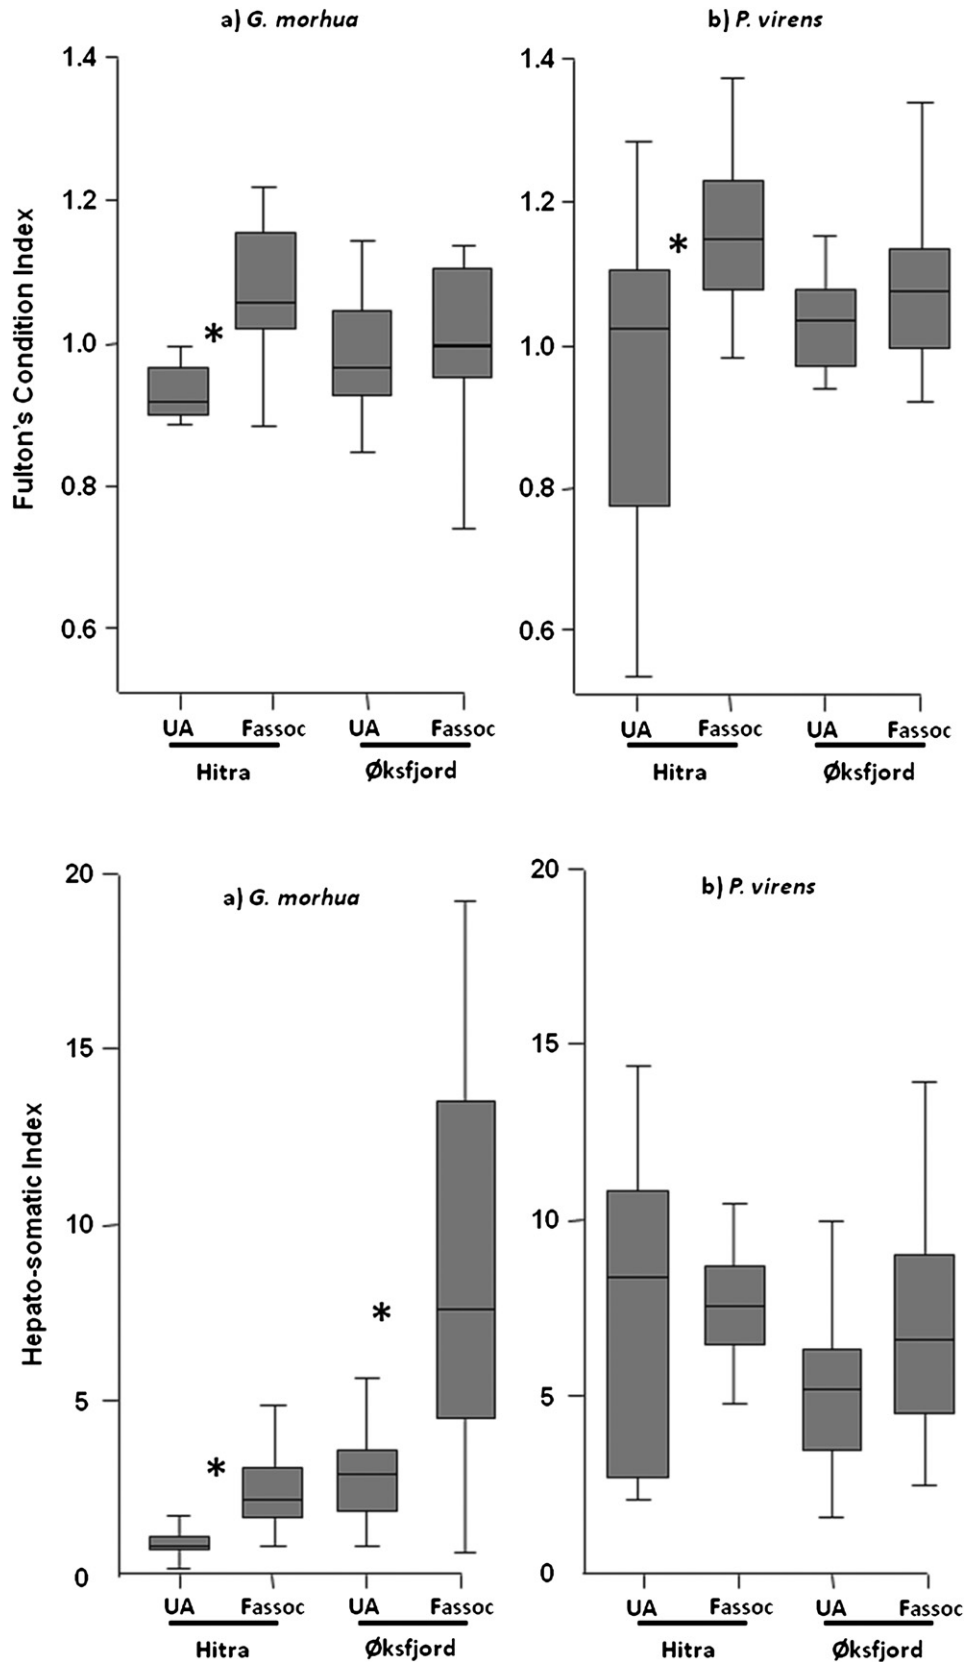 a) G. morhua
b) P. virens
Fulton's Condition Index
1.4
1.2
1.0
0.8
0.6
*
UA Fassoc UA Fassoc
Hitra Øksfjord
1.4
1.2
1.0
0.8
0.6
*
UA Fassoc UA Fassoc
Hitra Øksfjord
a) G. morhua
b) P. virens
Hepato-somatic Index
20
15
10
5
0
*
*
UA Fassoc UA Fassoc
Hitra Øksfjord
20
15
10
5
0
UA Fassoc UA Fassoc
Hitra Øksfjord